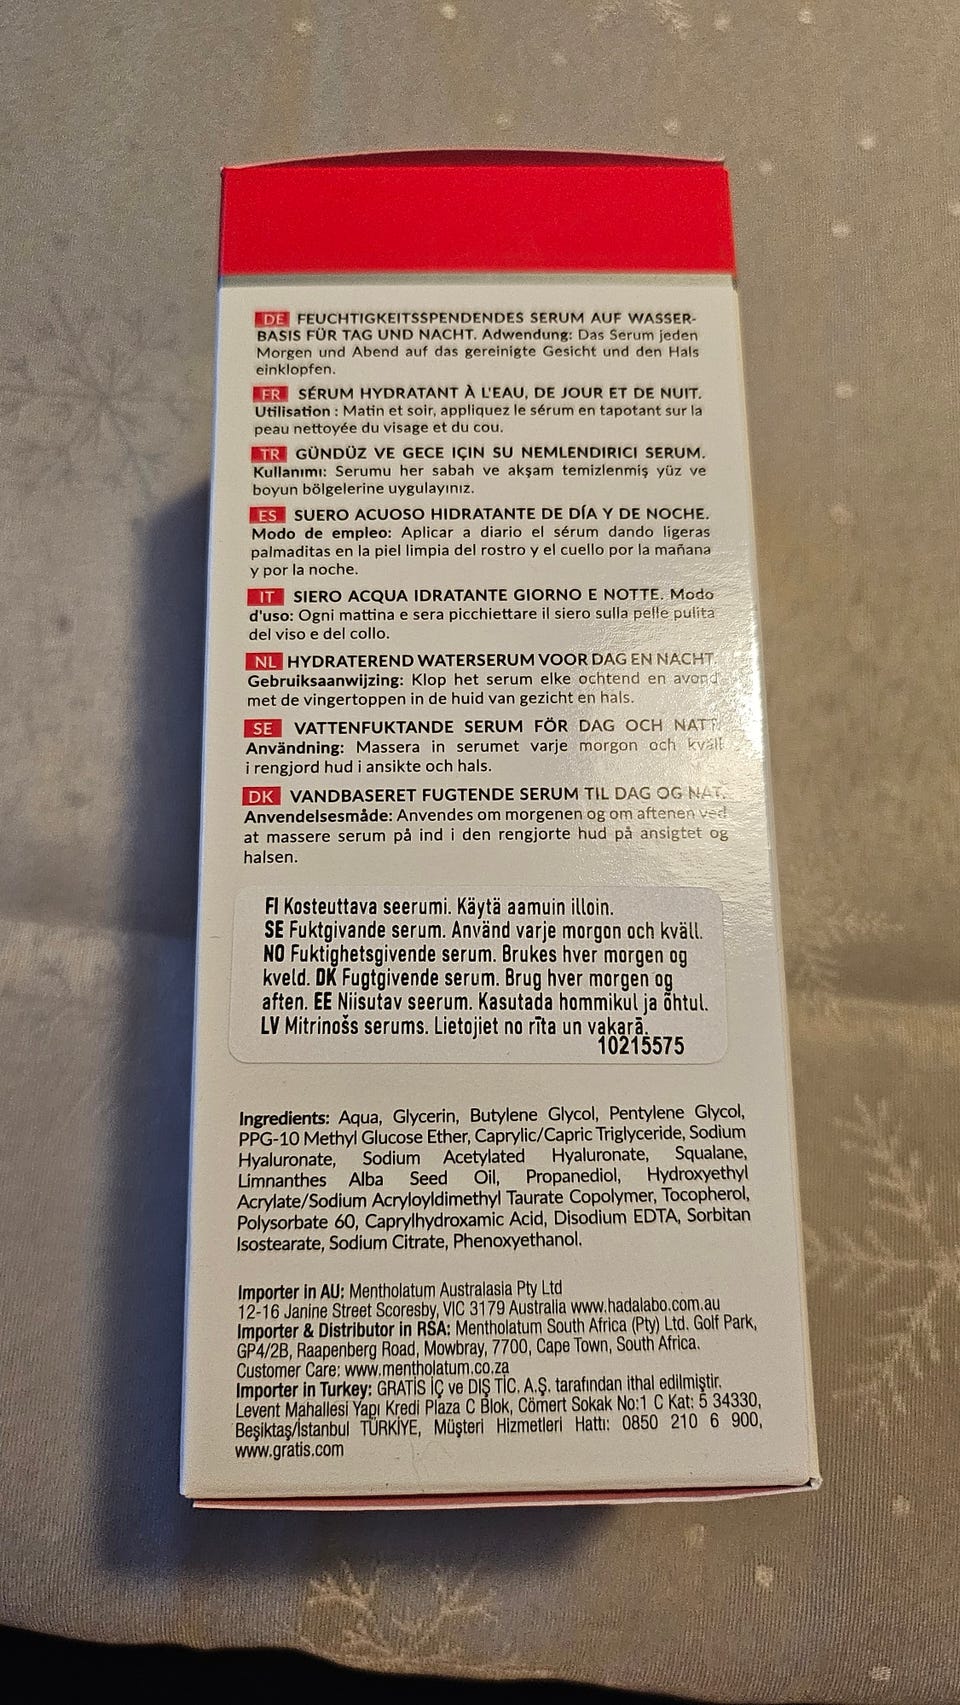 DE FEUCHTIGKEITSSPENDENDES SERUM AUF WASSER-
BASIS FÜR TAG UND NACHT. Adwendung: Das Serum jeden
Morgen und Abend auf das gereinigte Gesicht und den Hals
einklopfen.
FR SÉRUM HYDRATANT À L'EAU, DE JOUR ET DE NUIT.
Utilisation : Matin et soir, appliquez le sérum en tapotant sur la
peau nettoyée du visage et du cou.
TR GÜNDÜZ VE GECE IÇIN SU NEMLENDIRICI SERUM.
Kullanımı: Serumu her sabah ve akşam temizlenmiş yüz ve
boyun bölgelerine uygulayınız.
ES SUERO ACUOSO HIDRATANTE DE DÍA Y DE NOCHE.
Modo de empleo: Aplicar a diario el sérum dando ligeras
palmaditas en la piel limpia del rostro y el cuello por la mañana
y por la noche.
IT SIERO ACQUA IDRATANTE GIORNO E NOTTE. Modo
d'uso: Ogni mattina e sera picchiettare il siero sulla pelle pulita
del viso e del collo.
NL HYDRATEREND WATERSERUM VOOR DAG EN NACHT.
Gebruiksaanwijzing: Klop het serum elke ochtend en avond
met de vingertoppen in de huid van gezicht en hals.
SE VATTENFUKTANDE SERUM FÖR DAG OCH NATT.
Användning: Massera in serumet varje morgon och kväll
i rengjord hud i ansikte och hals.
DK VANDBASERET FUGTENDE SERUM TIL DAG OG NAT.
Anvendelsesmåde: Anvendes om morgenen og om aftenen ved
at massere serum på ind i den rengjorte hud på ansigtet og
halsen.
FI Kosteuttava seerumi. Käytä aamuin illoin.
SE Fuktgivande serum. Använd varje morgon och kväll.
NO Fuktighetsgivende serum. Brukes hver morgen og
kveld. DK Fugtgivende serum. Brug hver morgen og
aften. EE Niisutav seerum. Kasutada hommikul ja õhtul.
LV Mitrinošs serums. Lietojiet no rīta un vakarā.
10215575
Ingredients: Aqua, Glycerin, Butylene Glycol, Pentylene Glycol,
PPG-10 Methyl Glucose Ether, Caprylic/Capric Triglyceride, Sodium
Hyaluronate, Sodium Acetylated Hyaluronate, Squalane,
Limnanthes Alba Seed Oil, Propanediol, Hydroxyethyl
Acrylate/Sodium Acryloyldimethyl Taurate Copolymer, Tocopherol,
Polysorbate 60, Caprylhydroxamic Acid, Disodium EDTA, Sorbitan
Isostearate, Sodium Citrate, Phenoxyethanol.
Importer in AU: Mentholatum Australasia Pty Ltd
12-16 Janine Street Scoresby, VIC 3179 Australia www.hadalabo.com.au
Importer & Distributor in RSA: Mentholatum South Africa (Pty) Ltd. Golf Park,
GP4/2B, Raapenberg Road, Mowbray, 7700, Cape Town, South Africa.
Customer Care: www.mentholatum.co.za
Importer in Turkey: GRATİS İÇ ve DIŞ TİC. A.Ş. tarafından ithal edilmiştir.
Levent Mahallesi Yapı Kredi Plaza C Blok, Cömert Sokak No:1 C Kat: 5 34330,
Beşiktaş/İstanbul TÜRKİYE, Müşteri Hizmetleri Hattı: 0850 210 6 900,
www.gratis.com